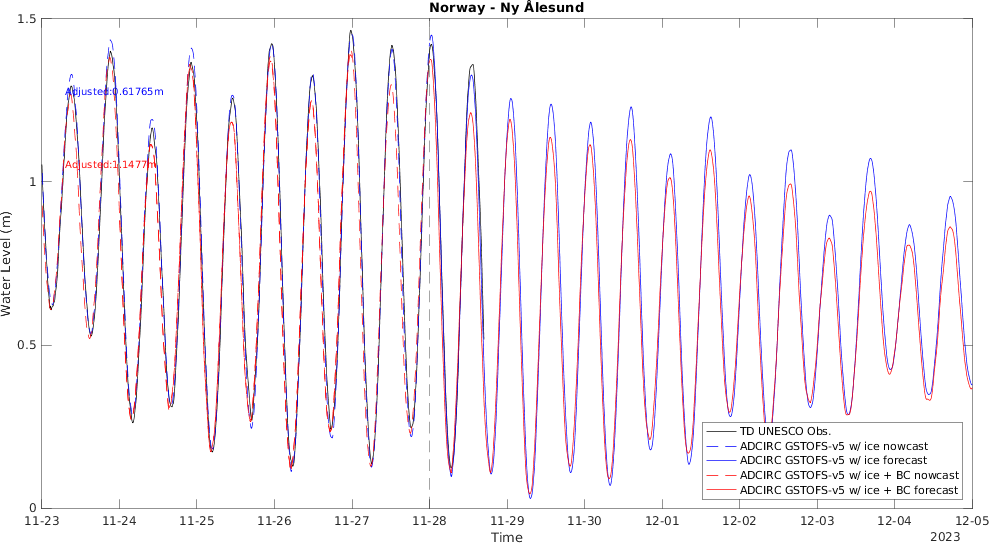 Norway - Ny Ålesund
1.5
1
0.5
0
Water Level (m)
Adjusted:0.61765m
Adjusted:1.1477m
TD UNESCO Obs.
ADCIRC GSTOFS-v5 w/ ice nowcast
ADCIRC GSTOFS-v5 w/ ice forecast
ADCIRC GSTOFS-v5 w/ ice + BC nowcast
ADCIRC GSTOFS-v5 w/ ice + BC forecast
11-23 11-24 11-25 11-26 11-27 11-28 11-29 11-30 12-01 12-02 12-03 12-04 12-05
Time
2023